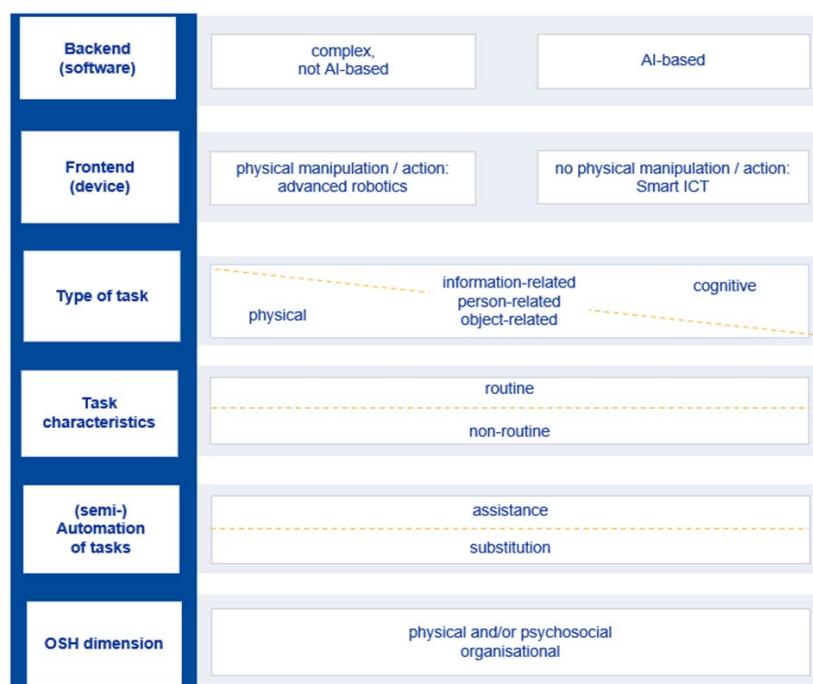 Backend
(software)
complex,
not AI-based
AI-based
Frontend
(device)
physical manipulation / action:
advanced robotics
no physical manipulation / action:
Smart ICT
Type of task
physical
information-related
person-related
object-related
cognitive
Task
characteristics
routine
non-routine
(semi-)
Automation
of tasks
assistance
substitution
OSH dimension
physical and/or psychosocial
organisational